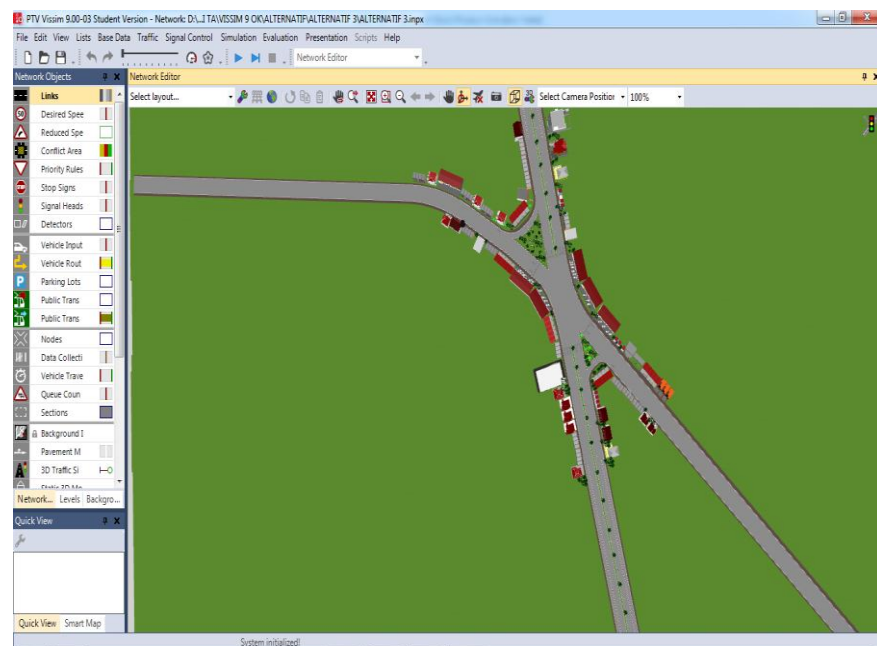 PTV Vissim 9.00-03 Student Version - Network: D:\...I TA\VISSIM 9 OK\ALTERNATIF\ALTERNATIF 3\ALTERNATIF 3.inpx
File Edit View Lists Base Data Traffic Signal Control Simulation Evaluation Presentation Scripts Help
Network Editor
Network Objects
Network Editor
Select layout...
Select Camera Position
100%
Links
Desired Spee
Reduced Spe
Conflict Area
Priority Rules
Stop Signs
Signal Heads
Detectors
Vehicle Input
Vehicle Rout
Parking Lots
Public Trans
Public Trans
Nodes
Data Collecti
Vehicle Trave
Queue Coun
Sections
Background I
Pavement M
3D Traffic Si
Static 3D Mo
Network... Levels Backgro...
Quick View
Quick View Smart Map
System initialized!